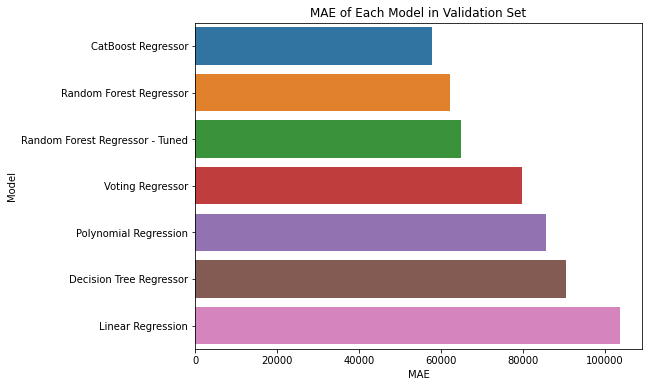 MAE of Each Model in Validation Set
CatBoost Regressor
Random Forest Regressor
Random Forest Regressor - Tuned
Voting Regressor
Polynomial Regression
Decision Tree Regressor
Linear Regression
Model
0 20000 40000 60000 80000 100000
MAE